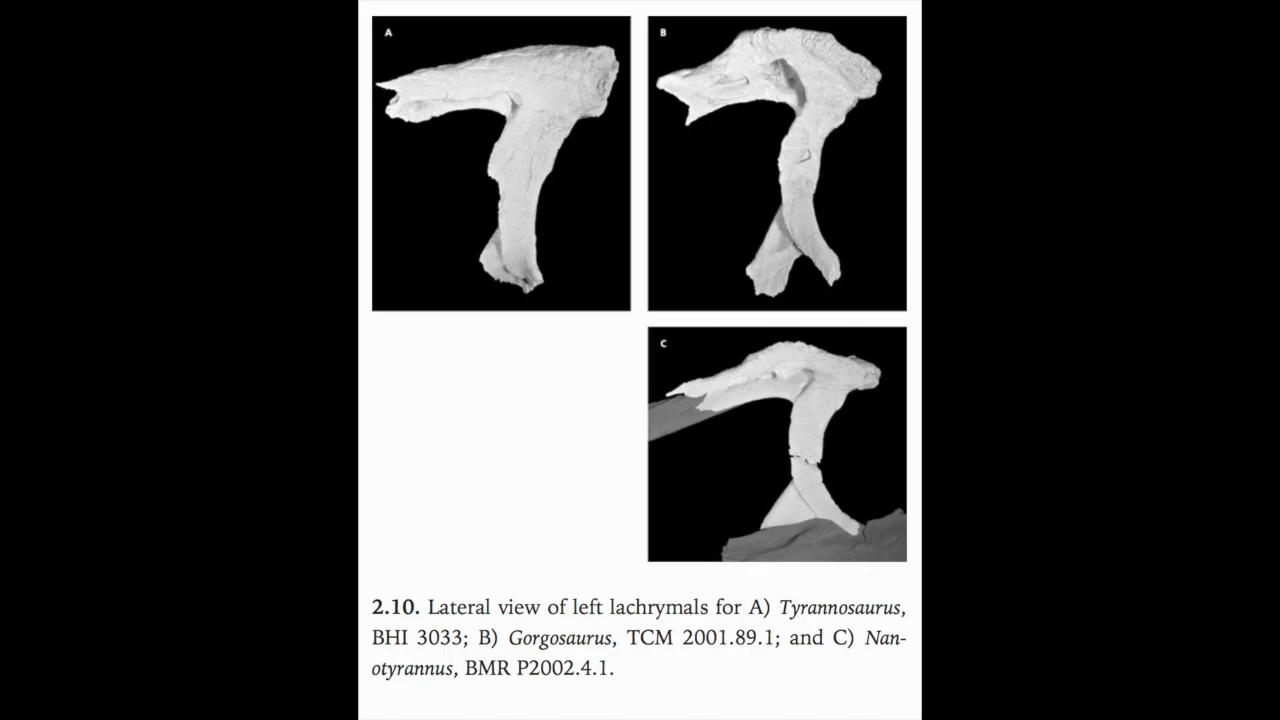 A
B
C
2.10. Lateral view of left lachrymals for A) Tyrannosaurus,
BHI 3033; B) Gorgosaurus, TCM 2001.89.1; and C) Nan-
otyrannus, BMR P2002.4.1.